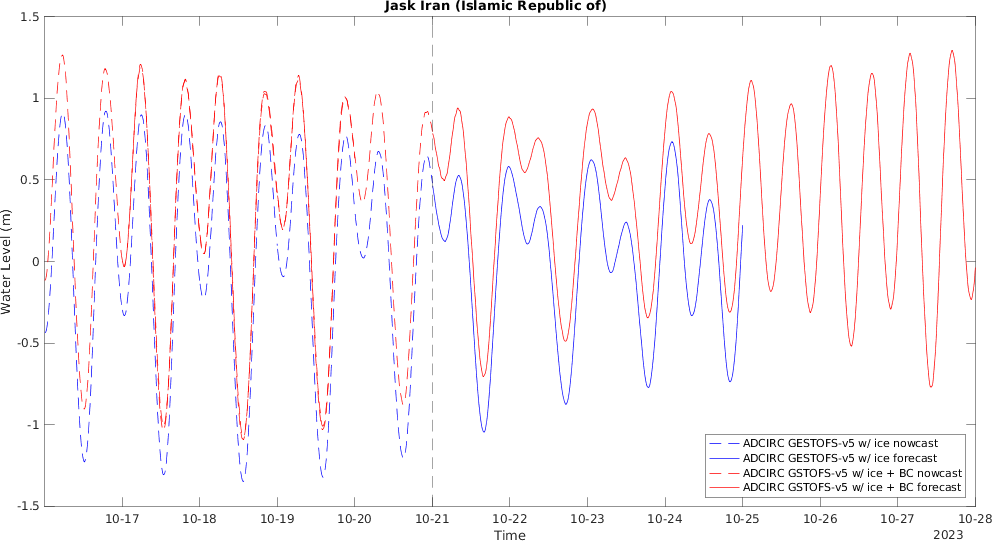 Jask Iran (Islamic Republic of)
1.5
1
0.5
0
-0.5
-1
-1.5
Water Level (m)
ADCIRC GESTOFS-v5 w/ ice nowcast
ADCIRC GESTOFS-v5 w/ ice forecast
ADCIRC GSTOFS-v5 w/ ice + BC nowcast
ADCIRC GSTOFS-v5 w/ ice + BC forecast
10-17 10-18 10-19 10-20 10-21 10-22 10-23 10-24 10-25 10-26 10-27 10-28
Time
2023